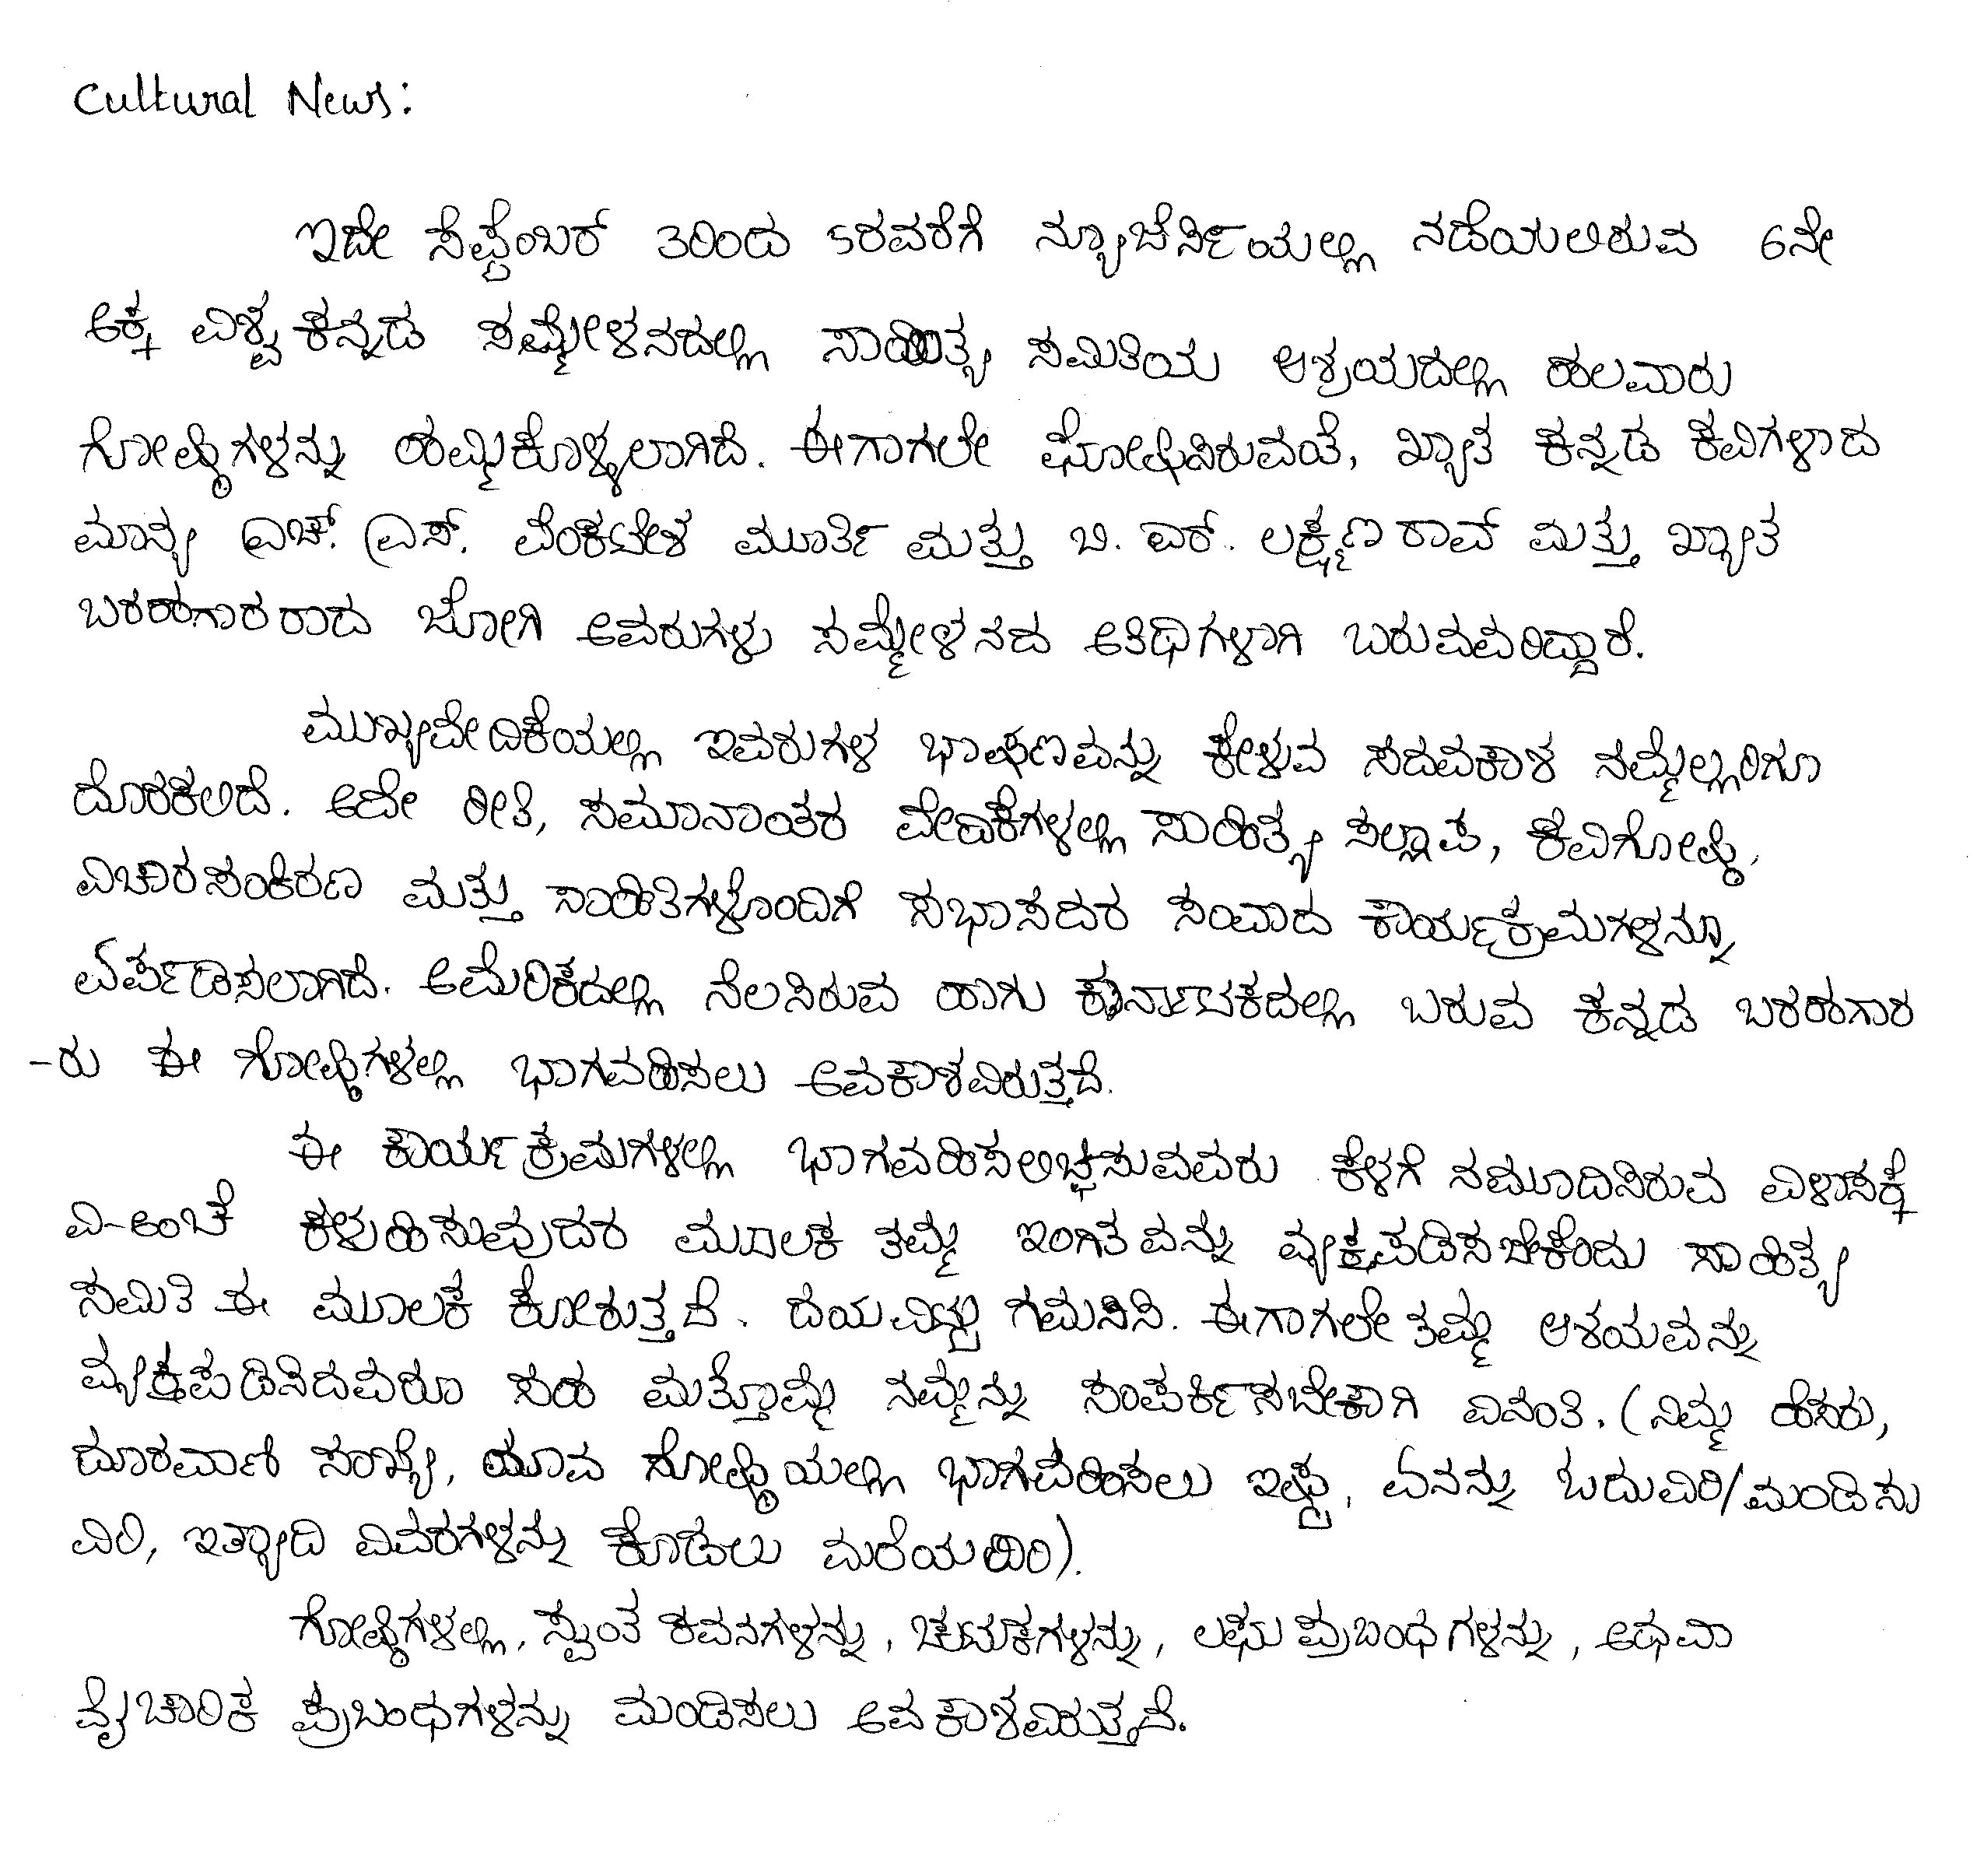 Cultural News:
ಇದೇ ಸೆಪ್ಟೆಂಬರ್ 3ರಿಂದ 5ರವರೆಗೆ ನ್ಯೂಜೆರ್ಸಿಯಲ್ಲಿ ನಡೆಯಲಿರುವ 6ನೇ
ಅಕ್ಕ ವಿಶ್ವ ಕನ್ನಡ ಸಮ್ಮೇಳನದಲ್ಲಿ ಸಾಹಿತ್ಯ ಸಮಿತಿಯ ಆಶ್ರಯದಲ್ಲಿ ಹಲವಾರು
ಗೋಷ್ಠಿಗಳನ್ನು ಹಮ್ಮಿಕೊಳ್ಳಲಾಗಿದೆ. ಈಗಾಗಲೇ ಘೋಷಿಸಿರುವಂತೆ, ಖ್ಯಾತ ಕನ್ನಡ ಕವಿಗಳಾದ
ಮಾನ್ಯ ಎಚ್. ಎಸ್. ವೆಂಕಟೇಶ ಮೂರ್ತಿ ಮತ್ತು ಬಿ. ಆರ್. ಲಕ್ಷ್ಮಣ ರಾವ್ ಮತ್ತು ಖ್ಯಾತ
ಬರಹಗಾರರಾದ ಜೋಗಿ ಅವರುಗಳು ಸಮ್ಮೇಳನದ ಅತಿಥಿಗಳಾಗಿ ಬರುವವರಿದ್ದಾರೆ.
ಮುಖ್ಯವೇದಿಕೆಯಲ್ಲಿ ಇವರುಗಳ ಭಾಷಣವನ್ನು ಕೇಳುವ ಸದವಕಾಶ ನಮ್ಮೆಲ್ಲರಿಗೂ
ದೊರಕಲಿದೆ. ಅದೇ ರೀತಿ, ಸಮಾನಾಂತರ ವೇದಿಕೆಗಳಲ್ಲಿ ಸಾಹಿತ್ಯ ಸಲ್ಲಾಪ, ಕವಿಗೋಷ್ಠಿ,
ವಿಚಾರಸಂಕಿರಣ ಮತ್ತು ಸಾಹಿತಿಗಳೊಂದಿಗೆ ಸಭಾಸದರ ಸಂವಾದ ಕಾರ್ಯಕ್ರಮಗಳನ್ನೂ
ಏರ್ಪಡಿಸಲಾಗಿದೆ. ಅಮೆರಿಕದಲ್ಲಿ ನೆಲಸಿರುವ ಹಾಗು ಕರ್ನಾಟಕದಲ್ಲಿ ಬರುವ ಕನ್ನಡ ಬರಹಗಾರ
-ರು ಈ ಗೋಷ್ಠಿಗಳಲ್ಲಿ ಭಾಗವಹಿಸಲು ಅವಕಾಶವಿರುತ್ತದೆ.
ಈ ಕಾರ್ಯಕ್ರಮಗಳಲ್ಲಿ ಭಾಗವಹಿಸಲಿಚ್ಛಿಸುವವರು ಕೆಳಗೆ ನಮೂದಿಸಿರುವ ವಿಳಾಸಕ್ಕೆ
ವಿ-ಅಂಚೆ ಕಳುಹಿಸುವುದರ ಮೂಲಕ ತಮ್ಮ ಇಂಗಿತವನ್ನು ವ್ಯಕ್ತಪಡಿಸಬೇಕೆಂದು ಸಾಹಿತ್ಯ
ಸಮಿತಿ ಈ ಮೂಲಕ ಕೋರುತ್ತದೆ. ದಯವಿಟ್ಟು ಗಮನಿಸಿ. ಈಗಾಗಲೇ ತಮ್ಮ ಆಶಯವನ್ನು
ವ್ಯಕ್ತಪಡಿಸಿದವರೂ ಸಹ ಮತ್ತೊಮ್ಮೆ ನಮ್ಮನ್ನು ಸಂಪರ್ಕಿಸಬೇಕಾಗಿ ವಿನಂತಿ. (ನಿಮ್ಮ ಹೆಸರು,
ದೂರವಾಣಿ ಸಂಖ್ಯೆ, ಯಾವ ಗೋಷ್ಠಿಯಲ್ಲಿ ಭಾಗವಹಿಸಲು ಇಷ್ಟ, ಏನನ್ನು ಓದುವಿರಿ/ಮಂಡಿಸು
ವಿರಿ, ಇತ್ಯಾದಿ ವಿವರಗಳನ್ನು ಕೊಡಲು ಮರೆಯದಿರಿ).
ಗೋಷ್ಠಿಗಳಲ್ಲಿ, ಸ್ವಂತ ಕವನಗಳನ್ನು, ಚುಟುಕಗಳನ್ನು, ಲಘು ಪ್ರಬಂಧಗಳನ್ನು, ಅಥವಾ
ವೈಚಾರಿಕ ಪ್ರಬಂಧಗಳನ್ನು ಮಂಡಿಸಲು ಅವಕಾಶವಿರುತ್ತದೆ.